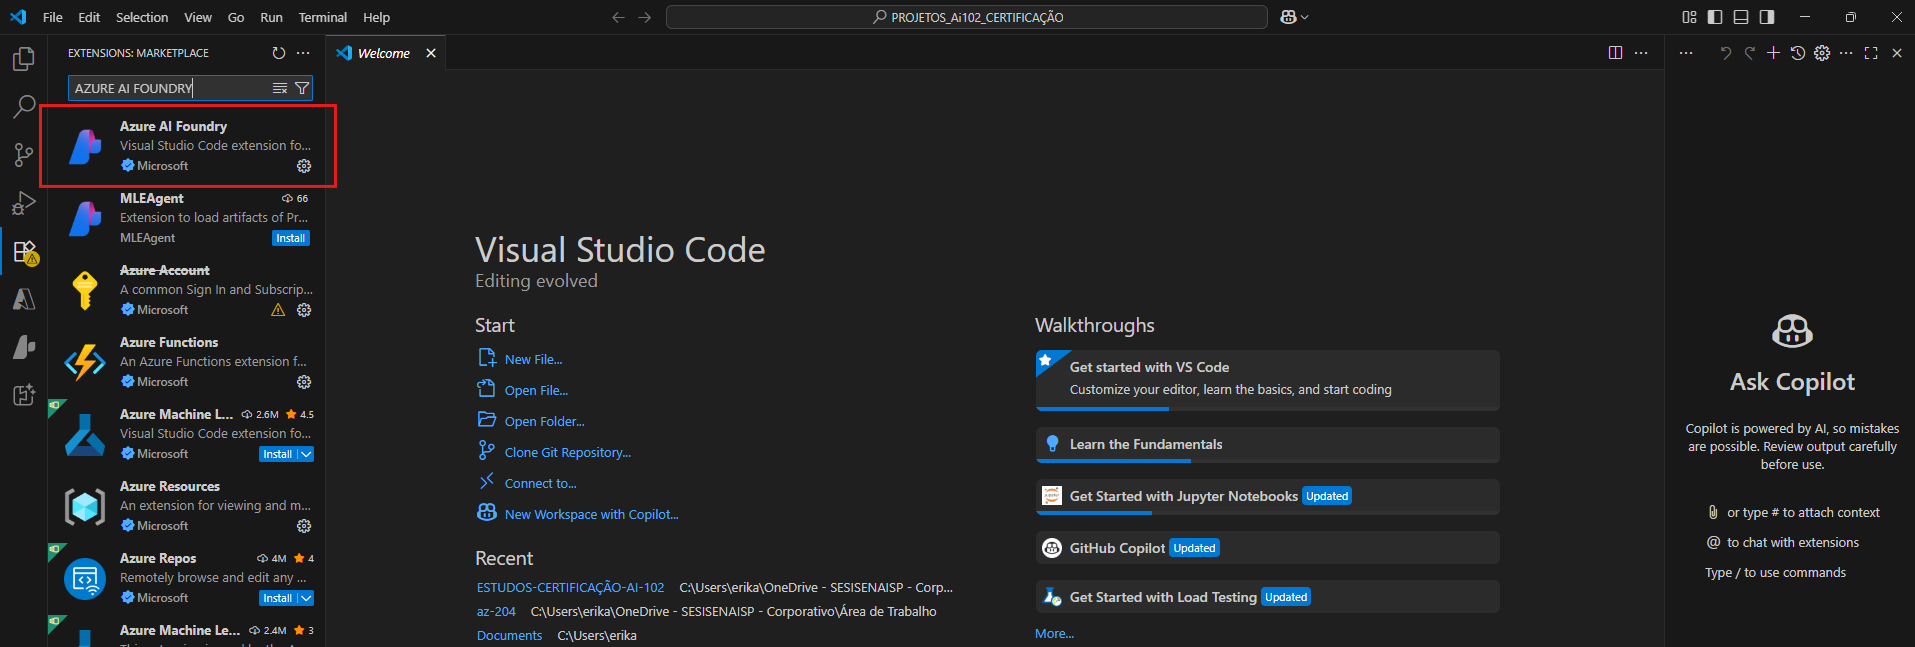 File Edit Selection View Go Run Terminal Help
PROJETOS_Ai102_CERTIFICAÇÃO
EXTENSIONS: MARKETPLACE
AZURE AI FOUNDRY
Azure AI Foundry
Visual Studio Code extension fo...
Microsoft
MLEAgent 66
Extension to load artifacts of Pr...
MLEAgent Install
Azure Account
A common Sign In and Subscrip...
Microsoft
Azure Functions
An Azure Functions extension f...
Microsoft
Azure Machine L... 2.6M 4.5
Visual Studio Code extension fo...
Microsoft Install
Azure Resources
An extension for viewing and m...
Microsoft
Azure Repos 4M 4
Remotely browse and edit any ...
Microsoft Install
Azure Machine Le... 2.4M 3
Welcome
Visual Studio Code
Editing evolved
Start
New File...
Open File...
Open Folder...
Clone Git Repository...
Connect to...
New Workspace with Copilot...
Recent
ESTUDOS-CERTIFICAÇÃO-AI-102 C:\Users\erika\OneDrive - SESISENAISP - Corp...
az-204 C:\Users\erika\OneDrive - SESISENAISP - Corporativo\Área de Trabalho
Documents C:\Users\erika
Walkthroughs
Get started with VS Code
Customize your editor, learn the basics, and start coding
Learn the Fundamentals
Get Started with Jupyter Notebooks Updated
GitHub Copilot Updated
Get Started with Load Testing Updated
More...
Ask Copilot
Copilot is powered by AI, so mistakes
are possible. Review output carefully
before use.
or type # to attach context
@ to chat with extensions
Type / to use commands